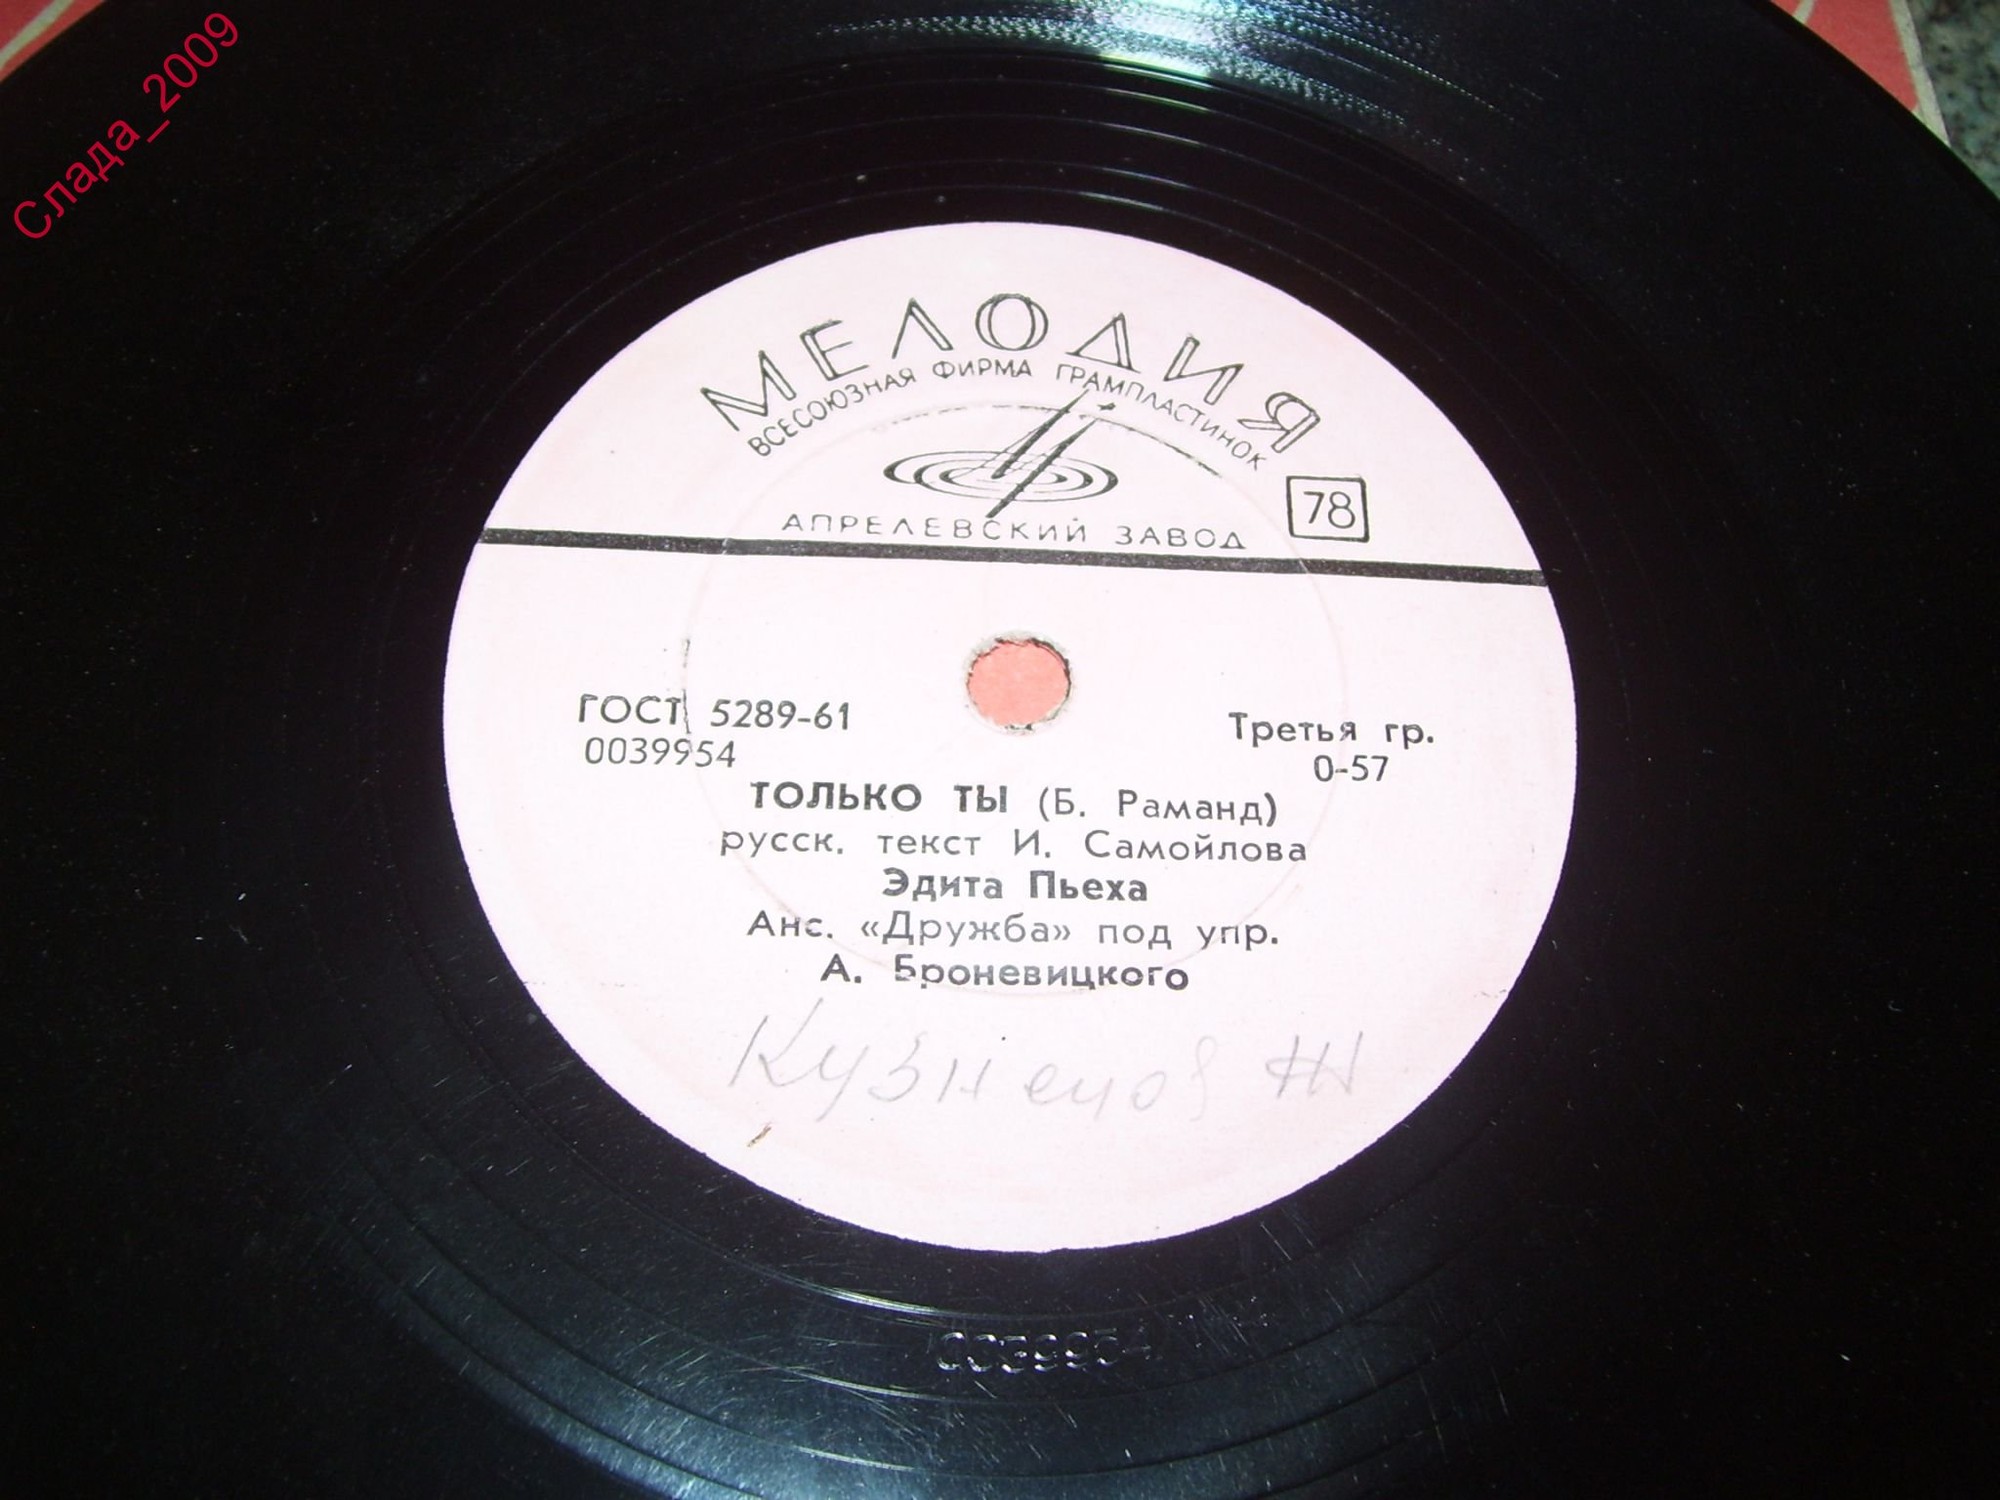 Слада_2009
МЕЛОДИЯ
ВСЕСОЮЗНАЯ ФИРМА ГРАМПЛАСТИНОК
78
АПРЕЛЕВСКИЙ ЗАВОД
ГОСТ 5289-61
Третья гр.
0039954
0-57
ТОЛЬКО ТЫ (Б. Раманд)
русск. текст И. Самойлова
Эдита Пьеха
Анс. «Дружба» под упр.
А. Броневицкого
Кузнецов
0039954